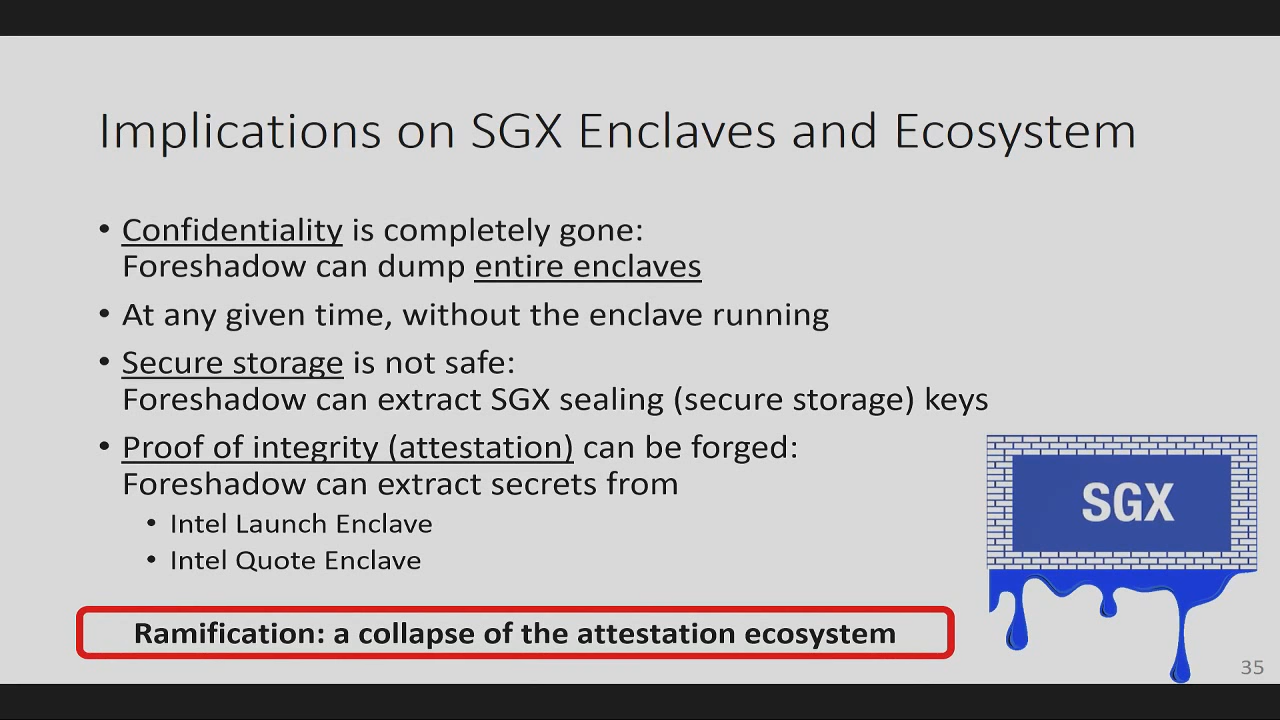 Implications on SGX Enclaves and Ecosystem
• Confidentiality is completely gone:
Foreshadow can dump entire enclaves
• At any given time, without the enclave running
• Secure storage is not safe:
Foreshadow can extract SGX sealing (secure storage) keys
• Proof of integrity (attestation) can be forged:
Foreshadow can extract secrets from
• Intel Launch Enclave
• Intel Quote Enclave
SGX
Ramification: a collapse of the attestation ecosystem
35